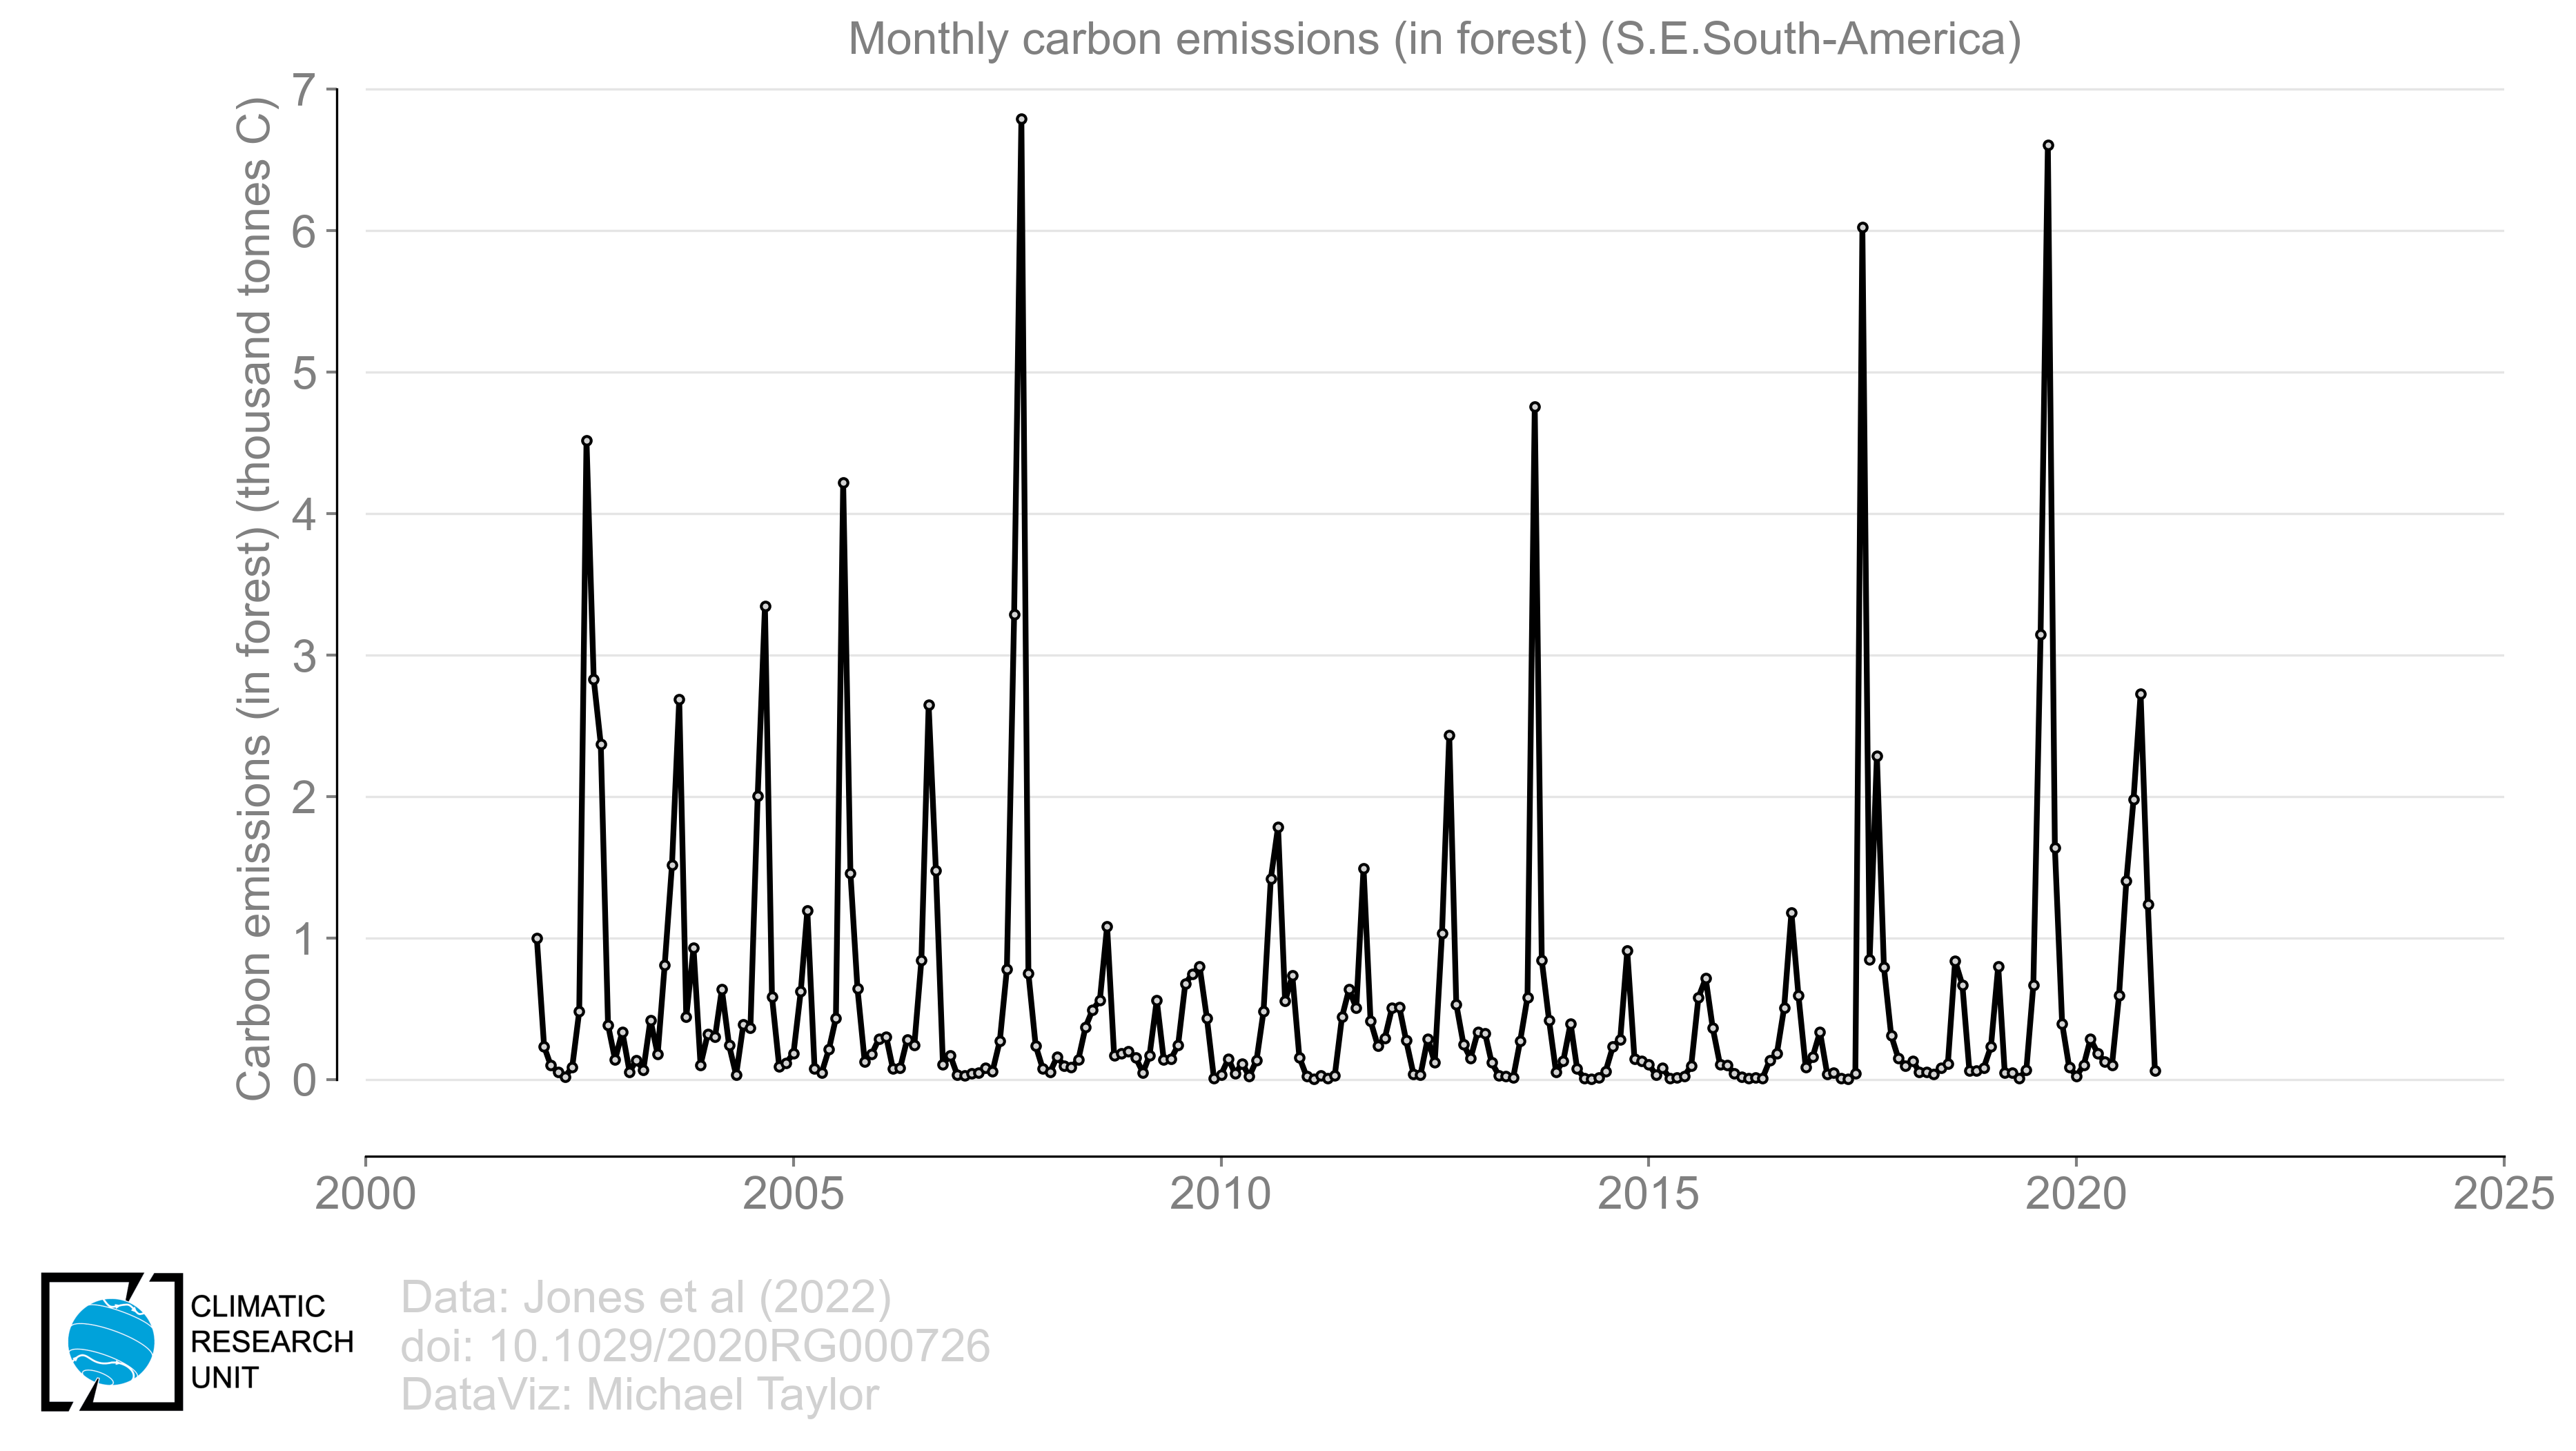 Monthly carbon emissions (in forest) (S.E.South-America)
Carbon emissions (in forest) (thousand tonnes C)
7
6
5
4
3
2
1
0
2000
2005
2010
2015
2020
2025
CLIMATIC
RESEARCH
UNIT
Data: Jones et al (2022)
doi: 10.1029/2020RG000726
DataViz: Michael Taylor